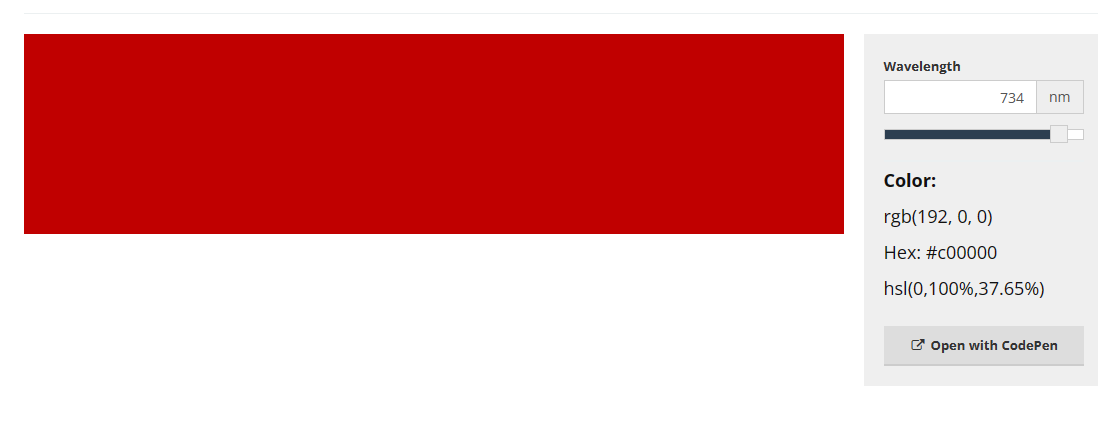 Wavelength
734 nm
Color:
rgb(192, 0, 0)
Hex: #c00000
hsl(0,100%,37.65%)
Open with CodePen